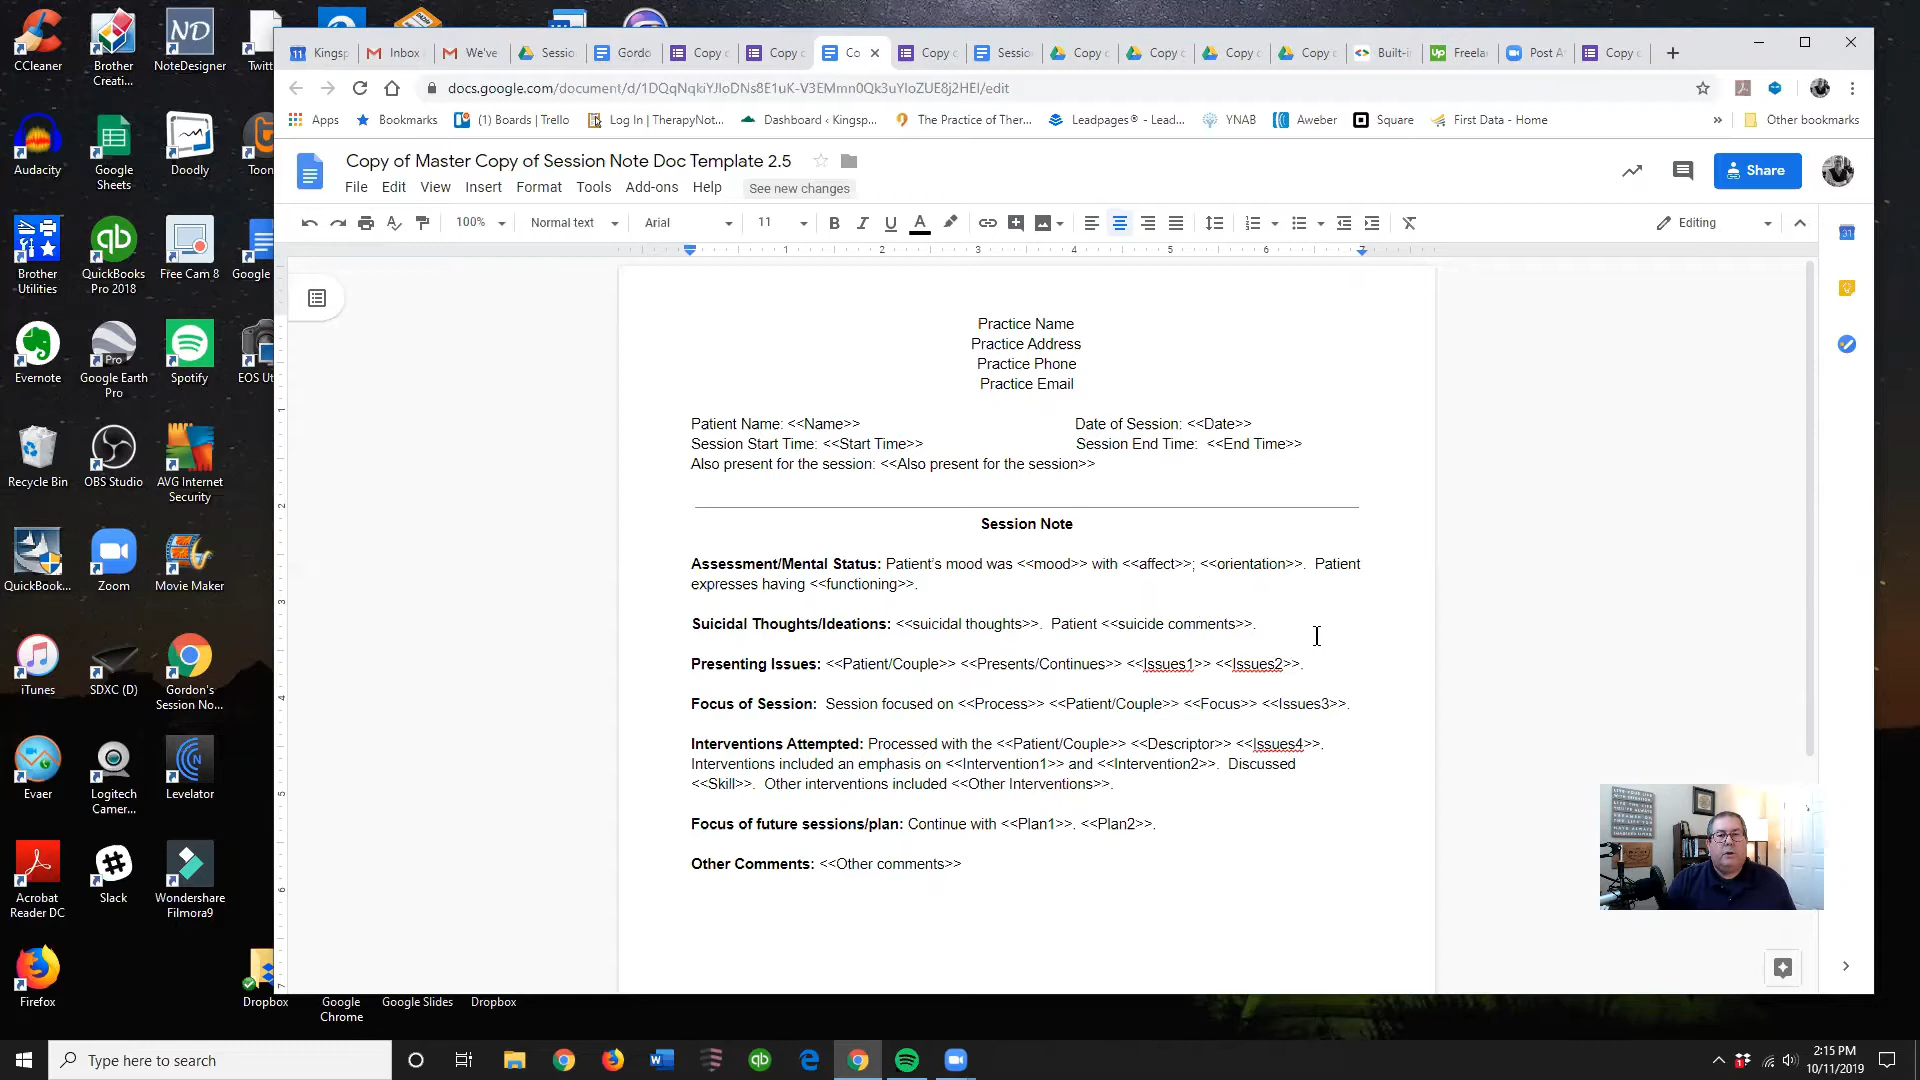 CCleaner
Brother Creati...
NoteDesigner
Twitt
Kingsp
Inbox
We've
Sessio
Gordo
Copy c
Copy c
Co
Copy c
Sessio
Copy c
Copy c
Copy c
Copy c
Built-i
Freela
Post A
Copy c
docs.google.com/document/d/1DQqNqkiYJIoDNs8E1uK-V3EMmn0Qk3uYIoZUE8j2HEI/edit
Apps
Bookmarks
(1) Boards | Trello
Log In | TherapyNot...
Dashboard ‹ Kingsp...
The Practice of Ther...
Leadpages® - Lead...
YNAB
Aweber
Square
First Data - Home
»
Other bookmarks
Copy of Master Copy of Session Note Doc Template 2.5
File Edit View Insert Format Tools Add-ons Help
See new changes
Share
100%
Normal text
Arial
11
Editing
1 2 3 4 5 6 7
Practice Name
Practice Address
Practice Phone
Practice Email
Patient Name: <<Name>> Date of Session: <<Date>>
Session Start Time: <<Start Time>> Session End Time: <<End Time>>
Also present for the session: <<Also present for the session>>
Session Note
Assessment/Mental Status: Patient's mood was <<mood>> with <<affect>>; <<orientation>>. Patient
expresses having <<functioning>>.
Suicidal Thoughts/Ideations: <<suicidal thoughts>>. Patient <<suicide comments>>.
Presenting Issues: <<Patient/Couple>> <<Presents/Continues>> <<Issues1>> <<Issues2>>.
Focus of Session: Session focused on <<Process>> <<Patient/Couple>> <<Focus>> <<Issues3>>.
Interventions Attempted: Processed with the <<Patient/Couple>> <<Descriptor>> <<Issues4>>.
Interventions included an emphasis on <<Intervention1>> and <<Intervention2>>. Discussed
<<Skill>>. Other interventions included <<Other Interventions>>.
Focus of future sessions/plan: Continue with <<Plan1>>. <<Plan2>>.
Other Comments: <<Other comments>>
Audacity
Google Sheets
Doodly
Toon
Brother Utilities
QuickBooks Pro 2018
Free Cam 8
Google
Evernote
Google Earth Pro
Spotify
EOS Ut
Recycle Bin
OBS Studio
AVG Internet Security
QuickBook...
Zoom
Movie Maker
iTunes
SDXC (D)
Gordon's Session No...
Evaer
Logitech Camer...
Levelator
Acrobat Reader DC
Slack
Wondershare Filmora9
Firefox
Dropbox
Google Chrome
Google Slides
Dropbox
Type here to search
2:15 PM
10/11/2019